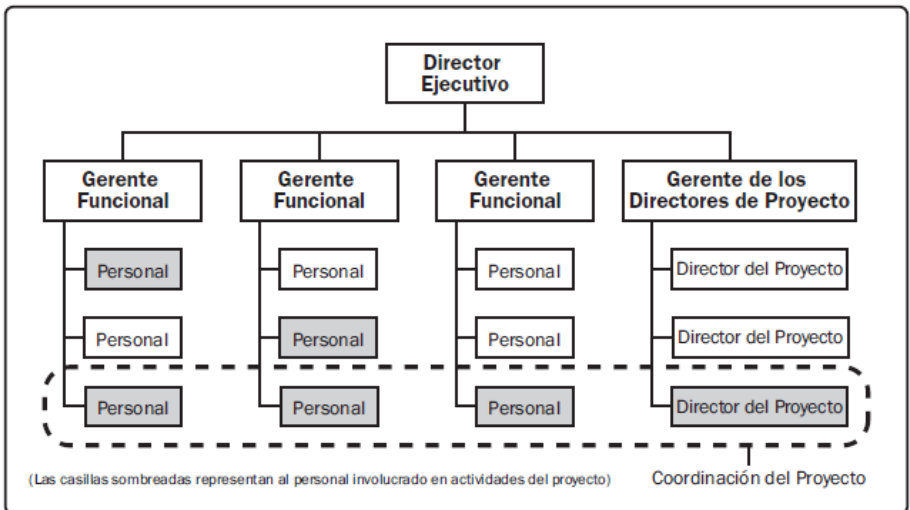 Director
Ejecutivo
Gerente
Funcional
Gerente
Funcional
Gerente
Funcional
Gerente de los
Directores de Proyecto
Personal
Personal
Personal
Director del Proyecto
Personal
Personal
Personal
Director del Proyecto
Personal
Personal
Personal
Director del Proyecto
(Las casillas sombreadas representan al personal involucrado en actividades del proyecto)
Coordinación del Proyecto